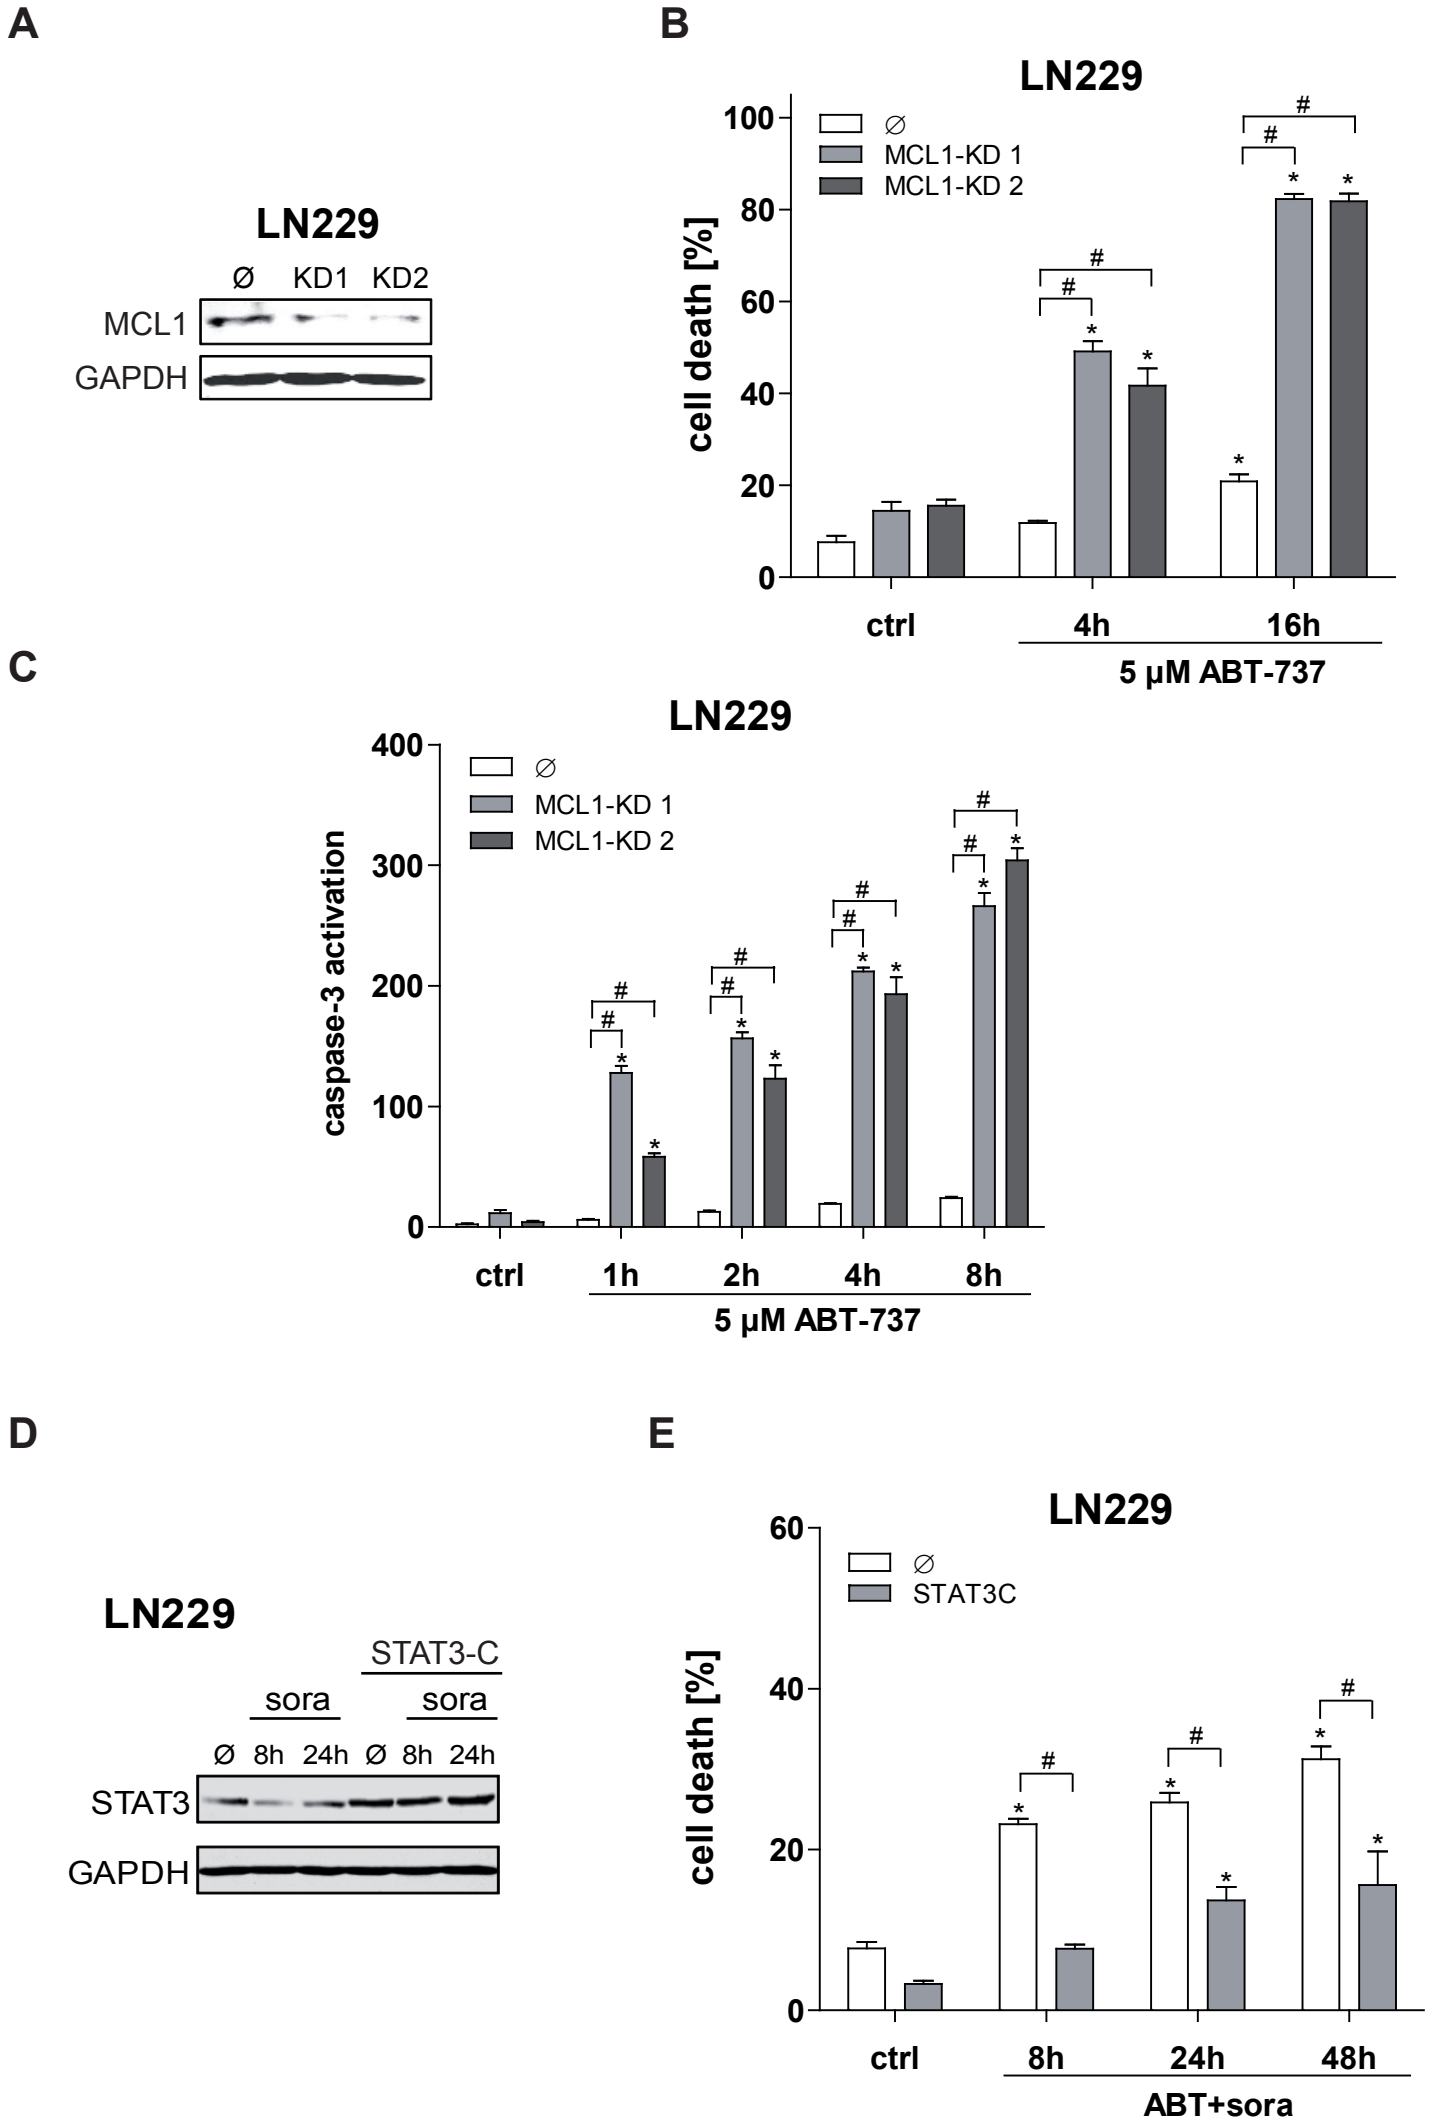 A
LN229
Ø KD1 KD2
MCL1
GAPDH
B
LN229
∅
MCL1-KD 1
MCL1-KD 2
cell death [%]
100
80
60
40
20
0
# #
# #
* *
* * *
ctrl 4h 16h
5 µM ABT-737
C
LN229
∅
MCL1-KD 1
MCL1-KD 2
caspase-3 activation
400
300
200
100
0
# #
# #
# #
# #
* *
* *
* *
* *
ctrl 1h 2h 4h 8h
5 µM ABT-737
D
LN229
STAT3-C
sora sora
Ø 8h 24h Ø 8h 24h
STAT3
GAPDH
E
LN229
∅
STAT3C
cell death [%]
60
40
20
0
# # #
* * * * *
ctrl 8h 24h 48h
ABT+sora